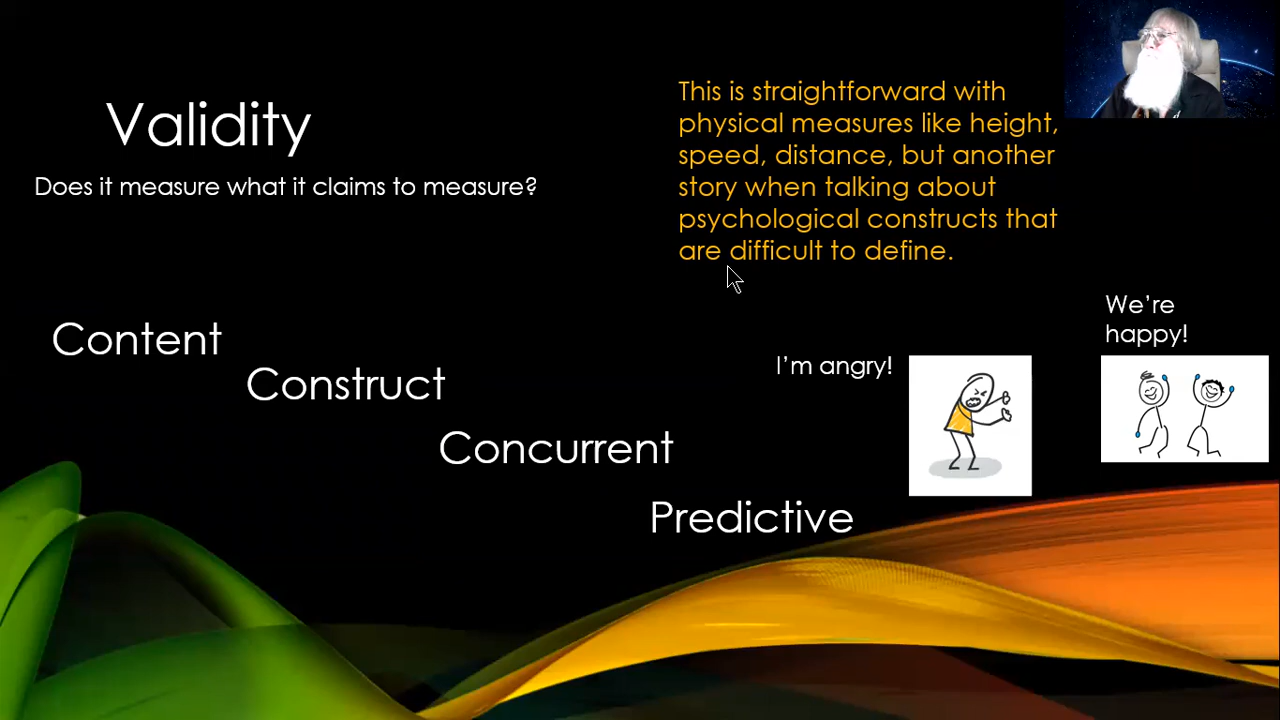 Validity
Does it measure what it claims to measure?
This is straightforward with
physical measures like height,
speed, distance, but another
story when talking about
psychological constructs that
are difficult to define.
Content
Construct
Concurrent
Predictive
I'm angry!
We're
happy!